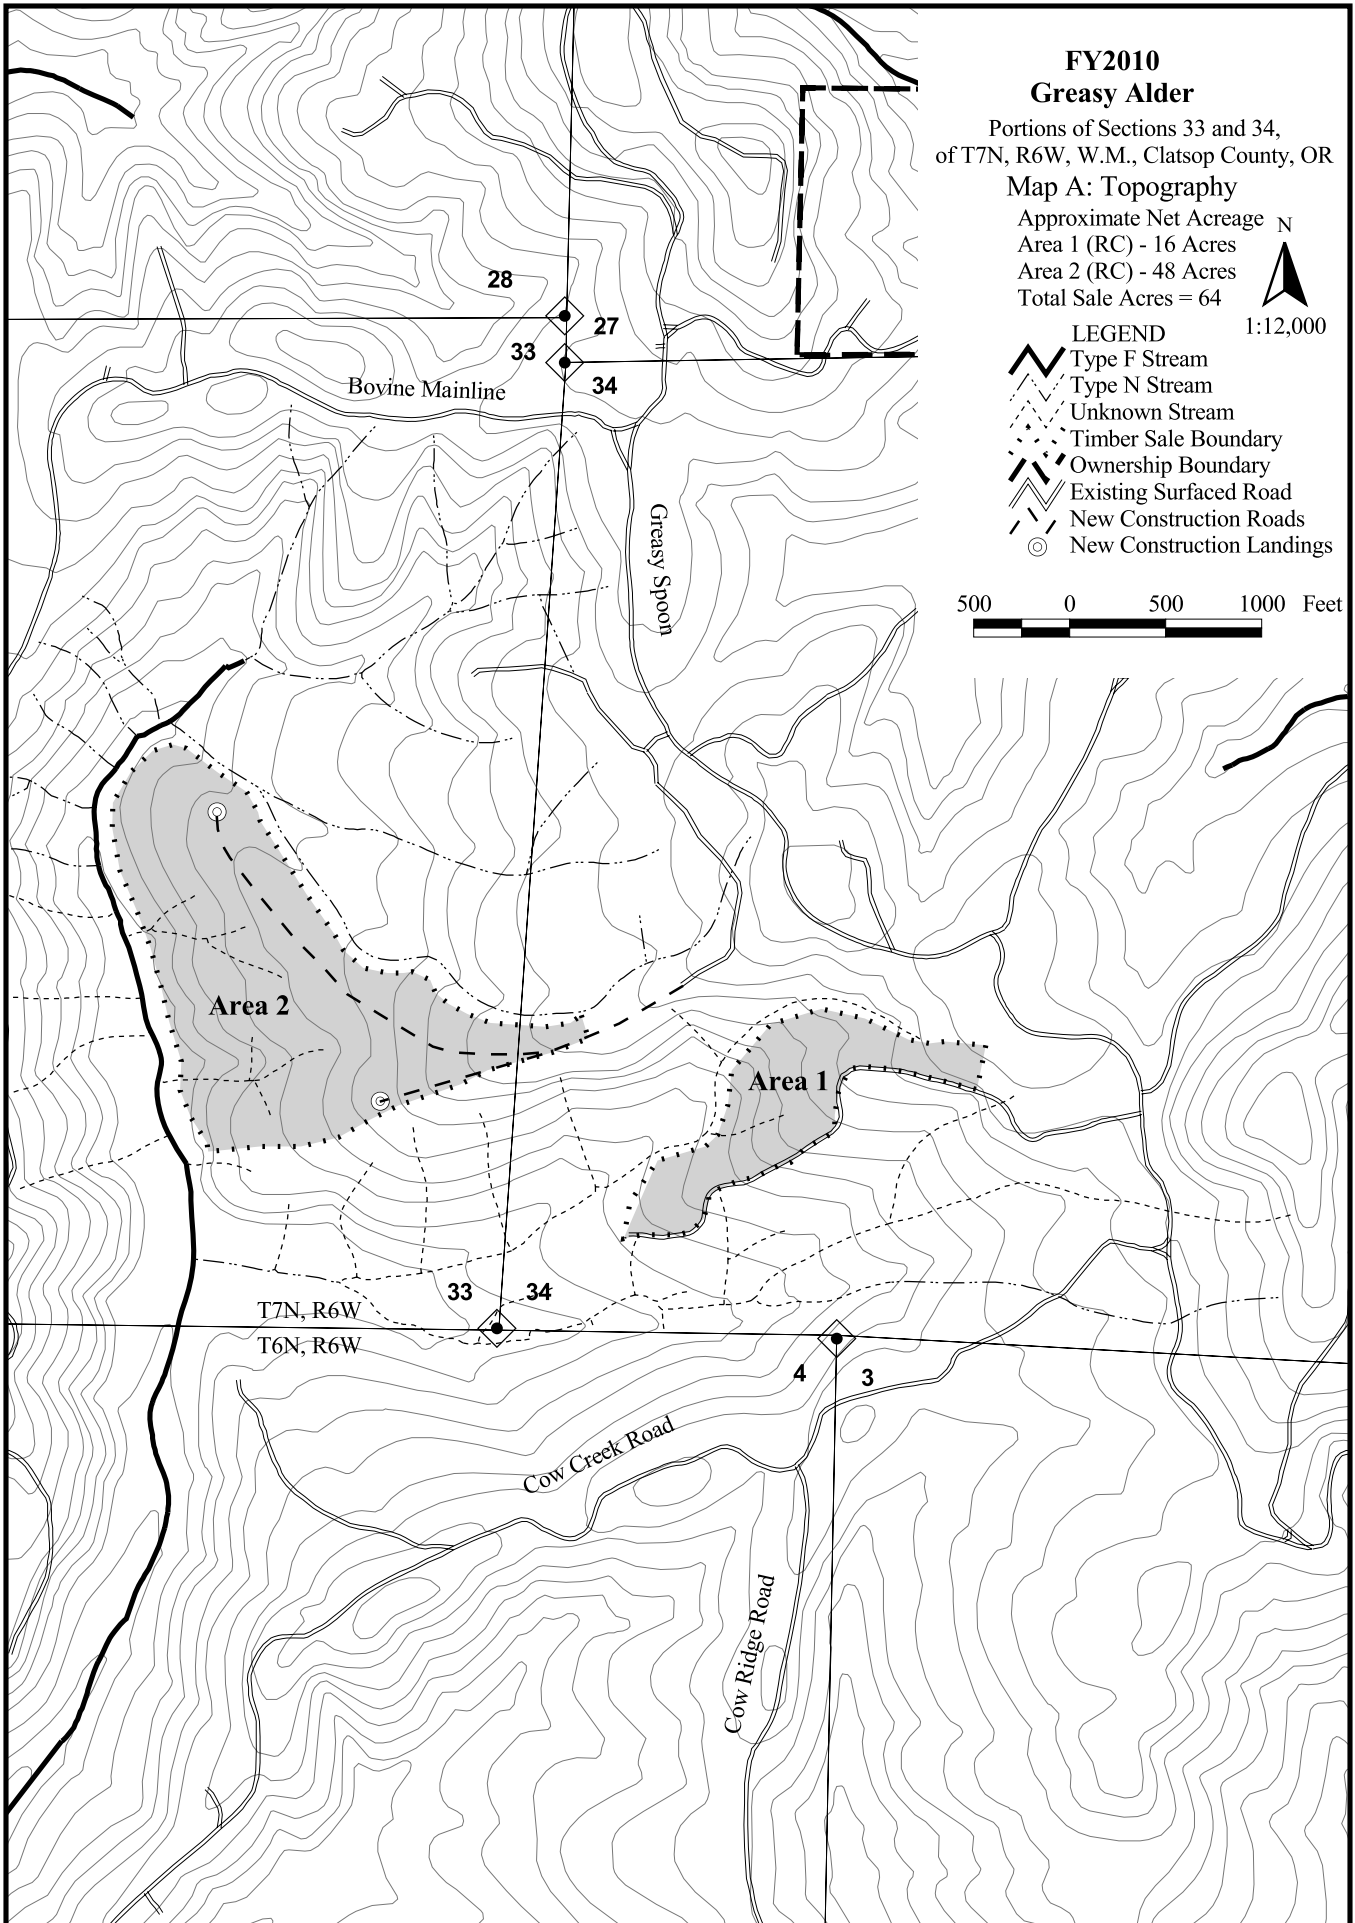 FY2010
Greasy Alder
Portions of Sections 33 and 34,
of T7N, R6W, W.M., Clatsop County, OR
Map A: Topography
Approximate Net Acreage
Area 1 (RC) - 16 Acres
Area 2 (RC) - 48 Acres
Total Sale Acres = 64
N
1:12,000
LEGEND
Type F Stream
Type N Stream
Unknown Stream
Timber Sale Boundary
Ownership Boundary
Existing Surfaced Road
New Construction Roads
New Construction Landings
500 0 500 1000 Feet
28
27
33
34
Bovine Mainline
Greasy Spoon
Area 2
Area 1
33 34
T7N, R6W
T6N, R6W
4 3
Cow Creek Road
Cow Ridge Road